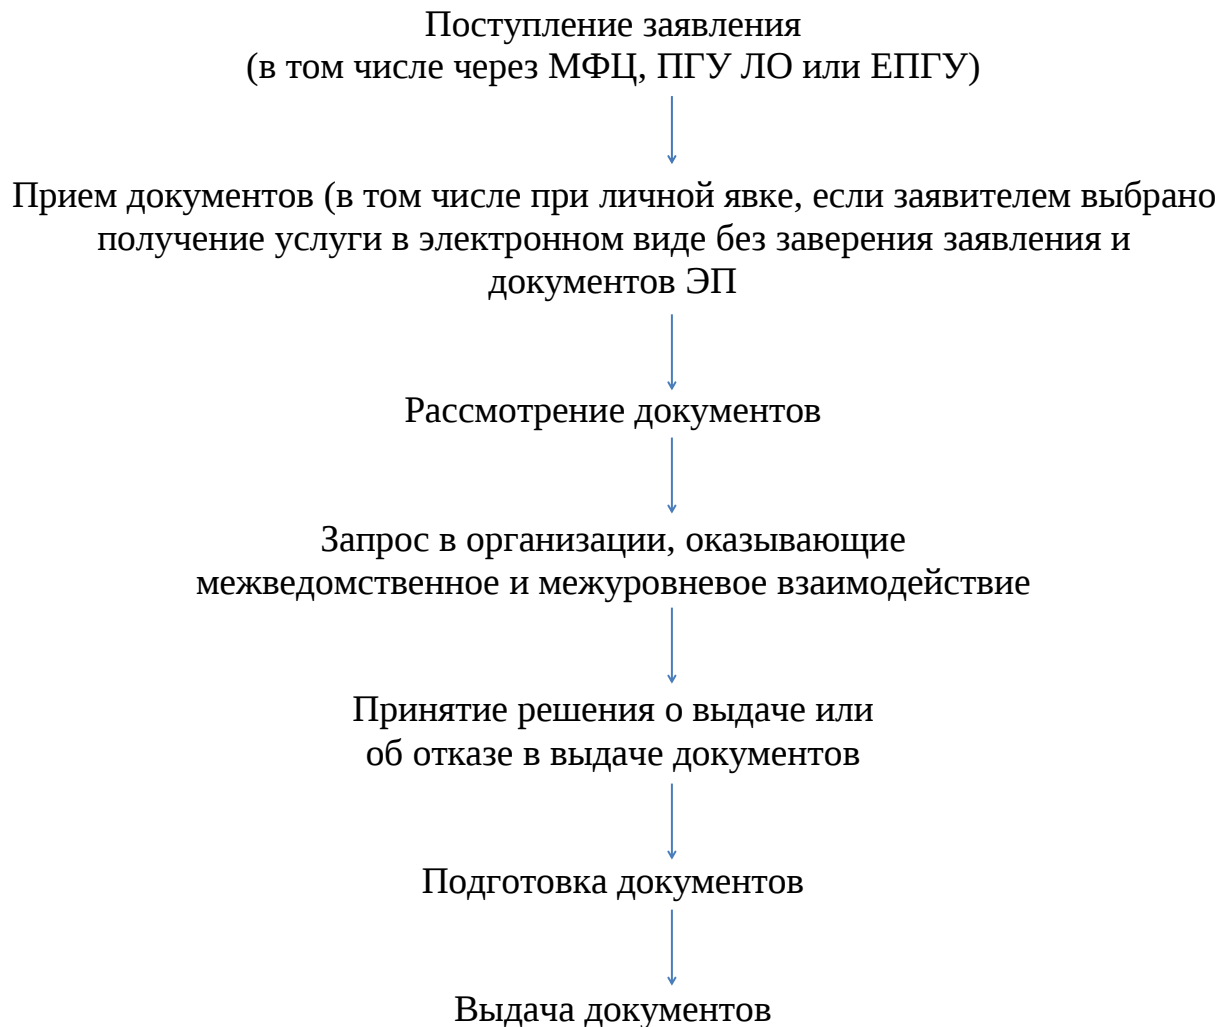 Поступление заявления
(в том числе через МФЦ, ПГУ ЛО или ЕПГУ)
Прием документов (в том числе при личной явке, если заявителем выбрано
получение услуги в электронном виде без заверения заявления и
документов ЭП
Рассмотрение документов
Запрос в организации, оказывающие
межведомственное и межуровневое взаимодействие
Принятие решения о выдаче или
об отказе в выдаче документов
Подготовка документов
Выдача документов